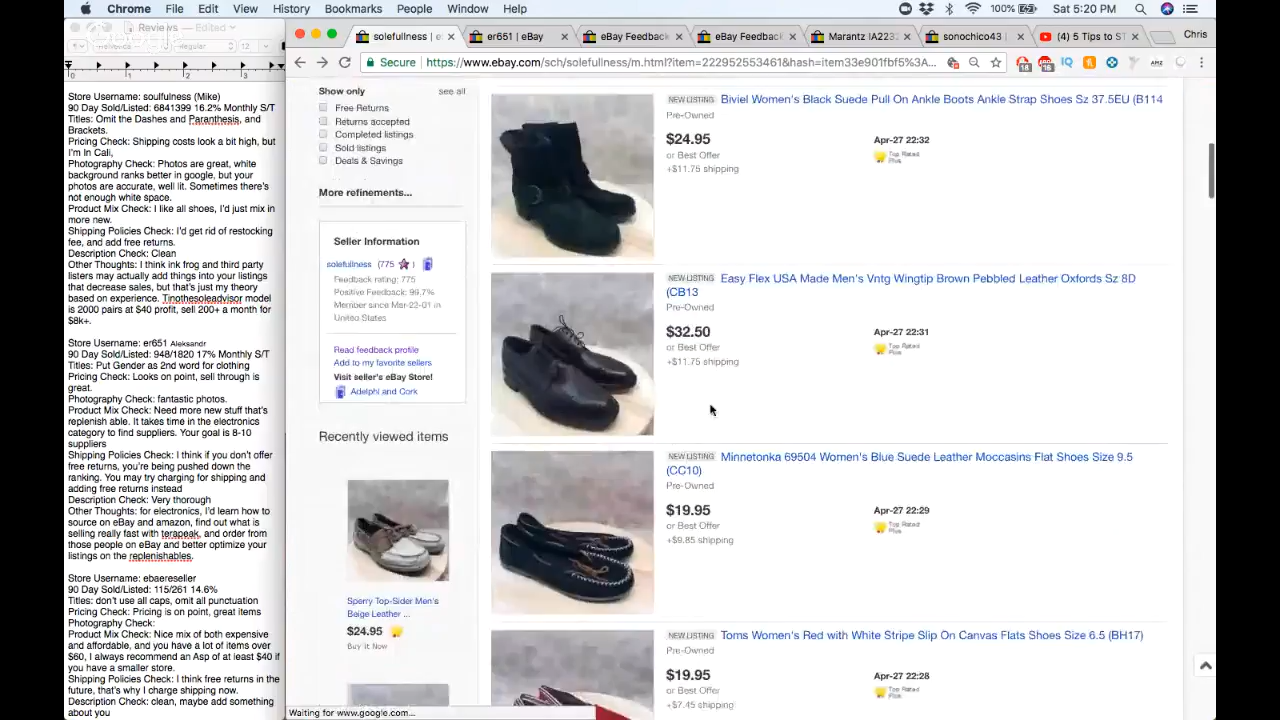 Chrome File Edit View History Bookmarks People Window Help
100% Sat 5:20 PM
Reviews — Edited
Regular 12
0 1 2 3
Store Username: soulfulness (Mike)
90 Day Sold/Listed: 6841399 16.2% Monthly S/T
Titles: Omit the Dashes and Paranthesis, and
Brackets.
Pricing Check: Shipping costs look a bit high, but
I'm In Cali,
Photography Check: Photos are great, white
background ranks better in google, but your
photos are accurate, well lit. Sometimes there's
not enough white space.
Product Mix Check: I like all shoes, I'd just mix in
more new.
Shipping Policies Check: I'd get rid of restocking
fee, and add free returns.
Description Check: Clean
Other Thoughts: I think ink frog and third party
listers may actually add things into your listings
that decrease sales, but that's just my theory
based on experience. Tinothesoleadvisor model
is 2000 pairs at $40 profit, sell 200+ a month for
$8k+.
Store Username: er651 Aleksandr
90 Day Sold/Listed: 948/1820 17% Monthly S/T
Titles: Put Gender as 2nd word for clothing
Pricing Check: Looks on point, sell through is
great.
Photography Check: fantastic photos.
Product Mix Check: Need more new stuff that's
replenish able. It takes time in the electronics
category to find suppliers. Your goal is 8-10
suppliers
Shipping Policies Check: I think if you don't offer
free returns, you're being pushed down the
ranking. You may try charging for shipping and
adding free returns instead
Description Check: Very thorough
Other Thoughts: for electronics, I'd learn how to
source on eBay and amazon, find out what is
selling really fast with terapeak, and order from
those people on eBay and better optimize your
listings on the replenishables.
Store Username: ebaereseller
90 Day Sold/Listed: 115/261 14.6%
Titles: don't use all caps, omit all punctuation
Pricing Check: Pricing is on point, great items
Photography Check:
Product Mix Check: Nice mix of both expensive
and affordable, and you have a lot of items over
$60, I always recommend an Asp of at least $40 if
you have a smaller store.
Shipping Policies Check: I think free returns in the
future, that's why I charge shipping now.
Description Check: clean, maybe add something
about you
solefullness | e × er651 | eBay × eBay Feedback × eBay Feedback × Marantz IA223 × sonochico43 | × (4) 5 Tips to ST × Chris
Secure https://www.ebay.com/sch/solefullness/m.html?item=222952553461&hash=item33e901fbf5%3A...
Show only see all
Free Returns
Returns accepted
Completed listings
Sold listings
Deals & Savings
More refinements...
Seller Information
solefullness (775
Feedback rating: 775
Positive Feedback: 99.7%
Member since Mar-22-01 in
United States
Read feedback profile
Add to my favorite sellers
Visit seller's eBay Store!
Adelphi and Cork
Recently viewed items
Sperry Top-Sider Men's
Beige Leather ...
$24.95
Buy It Now
NEW LISTING Biviel Women's Black Suede Pull On Ankle Boots Ankle Strap Shoes Sz 37.5EU (B114
Pre-Owned
$24.95 Apr-27 22:32
or Best Offer Top Rated Plus
+$11.75 shipping
NEW LISTING Easy Flex USA Made Men's Vntg Wingtip Brown Pebbled Leather Oxfords Sz 8D
(CB13
Pre-Owned
$32.50 Apr-27 22:31
or Best Offer Top Rated Plus
+$11.75 shipping
NEW LISTING Minnetonka 69504 Women's Blue Suede Leather Moccasins Flat Shoes Size 9.5
(CC10)
Pre-Owned
$19.95 Apr-27 22:29
or Best Offer Top Rated Plus
+$9.85 shipping
NEW LISTING Toms Women's Red with White Stripe Slip On Canvas Flats Shoes Size 6.5 (BH17)
Pre-Owned
$19.95 Apr-27 22:28
or Best Offer Top Rated Plus
+$7.45 shipping
Waiting for www.google.com...